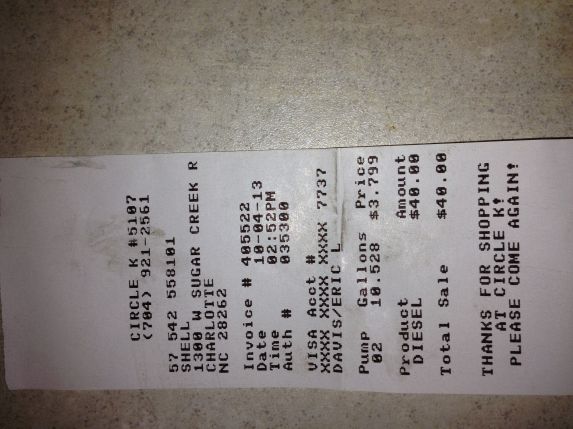 CIRCLE K #5107
(704) 921-2561
57 542 558101
SHELL
1300 W SUGAR CREEK R
CHARLOTTE
NC 28262
Invoice # 405522
Date 10-04-13
Time 02:52PM
Auth # 035300
VISA Acct #
XXXX XXXX XXXX 7737
DAVIS/ERIC L
Pump Gallons Price
02 10.528 $3.799
Product Amount
DIESEL $40.00
Total Sale $40.00
THANKS FOR SHOPPING
AT CIRCLE K!
PLEASE COME AGAIN!